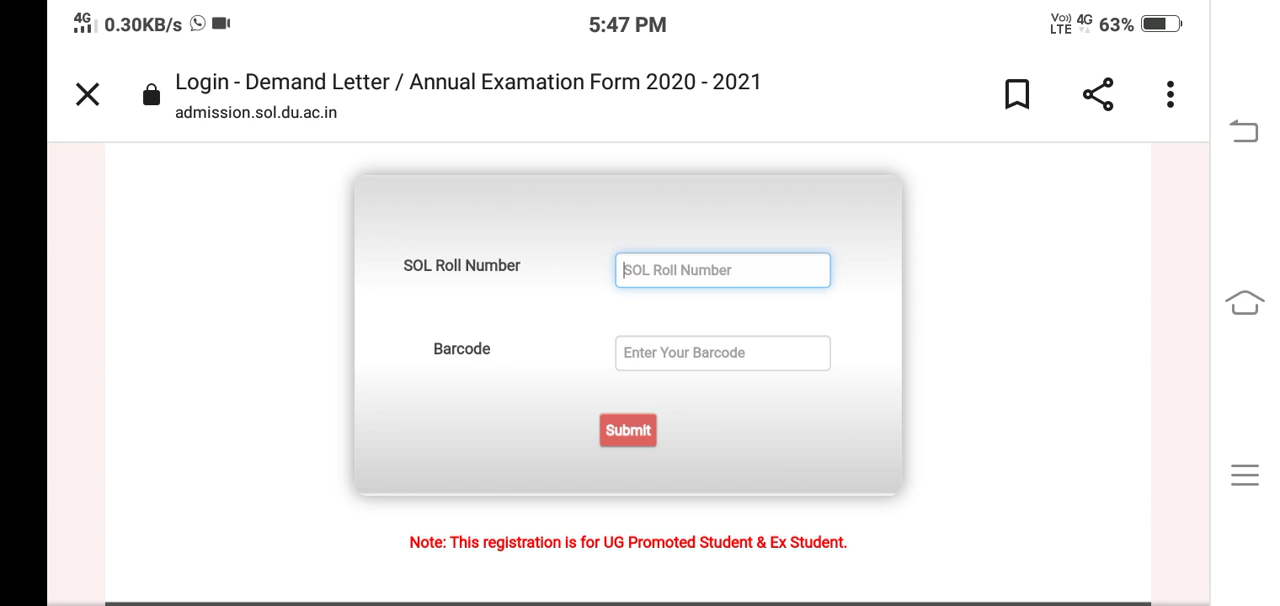 4G 0.30KB/s 5:47 PM Vo) LTE 4G 63%
Login - Demand Letter / Annual Examation Form 2020 - 2021
admission.sol.du.ac.in
SOL Roll Number SOL Roll Number
Barcode Enter Your Barcode
Submit
Note: This registration is for UG Promoted Student & Ex Student.